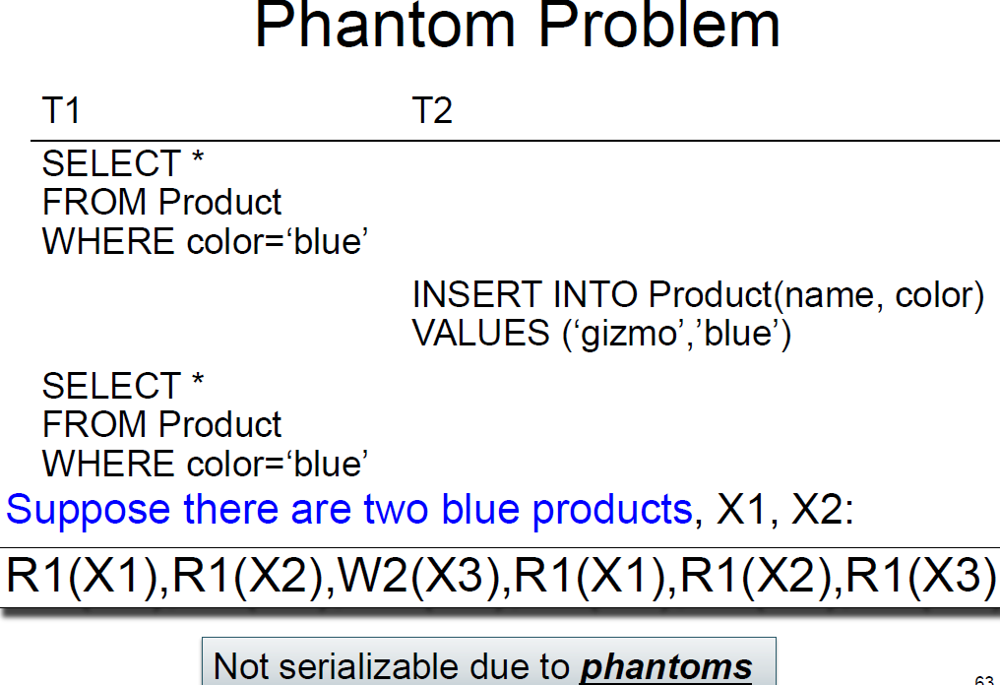 Phantom Problem
T1 T2
SELECT *
FROM Product
WHERE color=‘blue’
INSERT INTO Product(name, color)
VALUES (‘gizmo’,’blue’)
SELECT *
FROM Product
WHERE color=‘blue’
Suppose there are two blue products, X1, X2:
R1(X1),R1(X2),W2(X3),R1(X1),R1(X2),R1(X3)
Not serializable due to phantoms
63